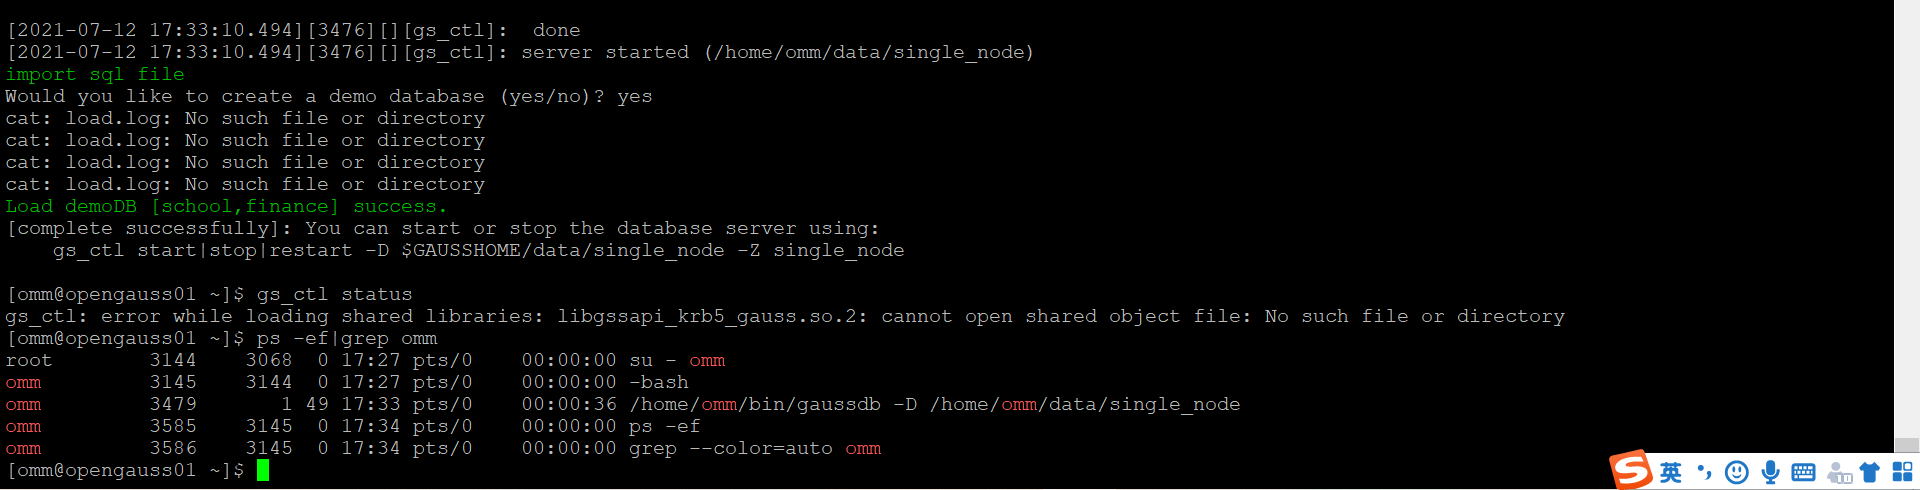 [2021-07-12 17:33:10.494][3476][][gs_ctl]:  done
[2021-07-12 17:33:10.494][3476][][gs_ctl]: server started (/home/omm/data/single_node)
import sql file
Would you like to create a demo database (yes/no)? yes
cat: load.log: No such file or directory
cat: load.log: No such file or directory
cat: load.log: No such file or directory
cat: load.log: No such file or directory
Load demoDB [school,finance] success.
[complete successfully]: You can start or stop the database server using:
    gs_ctl start|stop|restart -D $GAUSSHOME/data/single_node -Z single_node
[omm@opengauss01 ~]$ gs_ctl status
gs_ctl: error while loading shared libraries: libgssapi_krb5_gauss.so.2: cannot open shared object file: No such file or directory
[omm@opengauss01 ~]$ ps -ef|grep omm
root        3144    3068  0 17:27 pts/0    00:00:00 su - omm
omm         3145    3144  0 17:27 pts/0    00:00:00 -bash
omm         3479       1 49 17:33 pts/0    00:00:36 /home/omm/bin/gaussdb -D /home/omm/data/single_node
omm         3585    3145  0 17:34 pts/0    00:00:00 ps -ef
omm         3586    3145  0 17:34 pts/0    00:00:00 grep --color=auto omm
[omm@opengauss01 ~]$
英